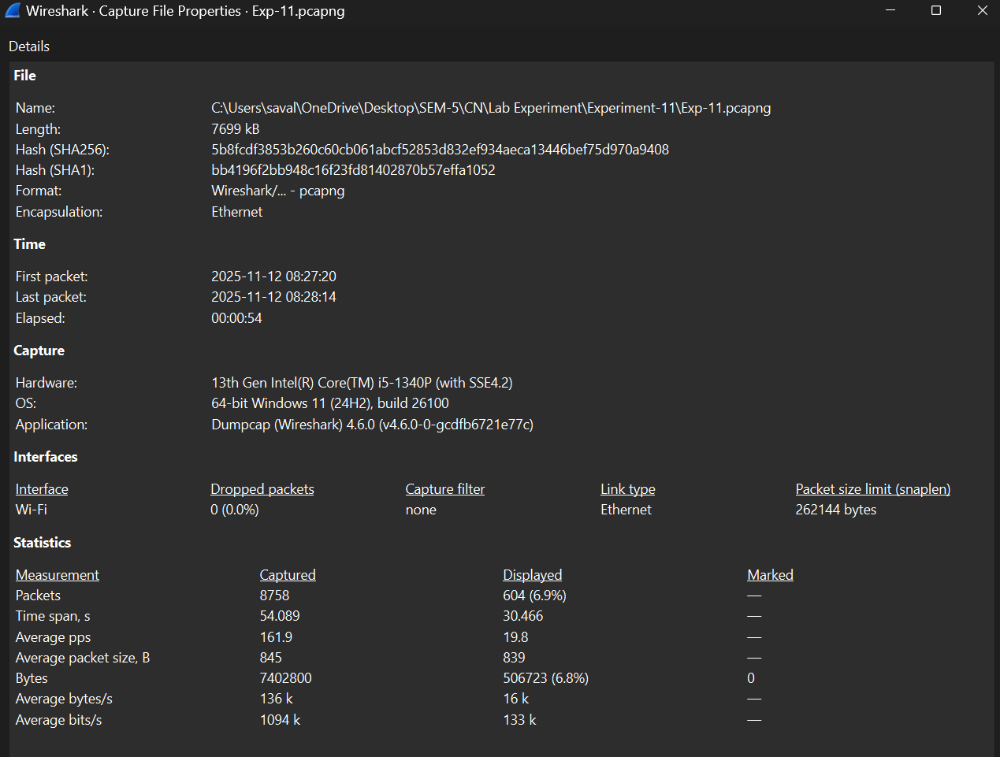 Wireshark · Capture File Properties · Exp-11.pcapng
Details
File
Name: C:\Users\saval\OneDrive\Desktop\SEM-5\CN\Lab Experiment\Experiment-11\Exp-11.pcapng
Length: 7699 kB
Hash (SHA256): 5b8fcdf3853b260c60cb061abcf52853d832ef934aeca13446bef75d970a9408
Hash (SHA1): bb4196f2bb948c16f23fd81402870b57effa1052
Format: Wireshark/... - pcapng
Encapsulation: Ethernet
Time
First packet: 2025-11-12 08:27:20
Last packet: 2025-11-12 08:28:14
Elapsed: 00:00:54
Capture
Hardware: 13th Gen Intel(R) Core(TM) i5-1340P (with SSE4.2)
OS: 64-bit Windows 11 (24H2), build 26100
Application: Dumpcap (Wireshark) 4.6.0 (v4.6.0-0-gcdfb6721e77c)
Interfaces
Interface Dropped packets Capture filter Link type Packet size limit (snaplen)
Wi-Fi 0 (0.0%) none Ethernet 262144 bytes
Statistics
Measurement Captured Displayed Marked
Packets 8758 604 (6.9%) —
Time span, s 54.089 30.466 —
Average pps 161.9 19.8 —
Average packet size, B 845 839 —
Bytes 7402800 506723 (6.8%) 0
Average bytes/s 136 k 16 k —
Average bits/s 1094 k 133 k —